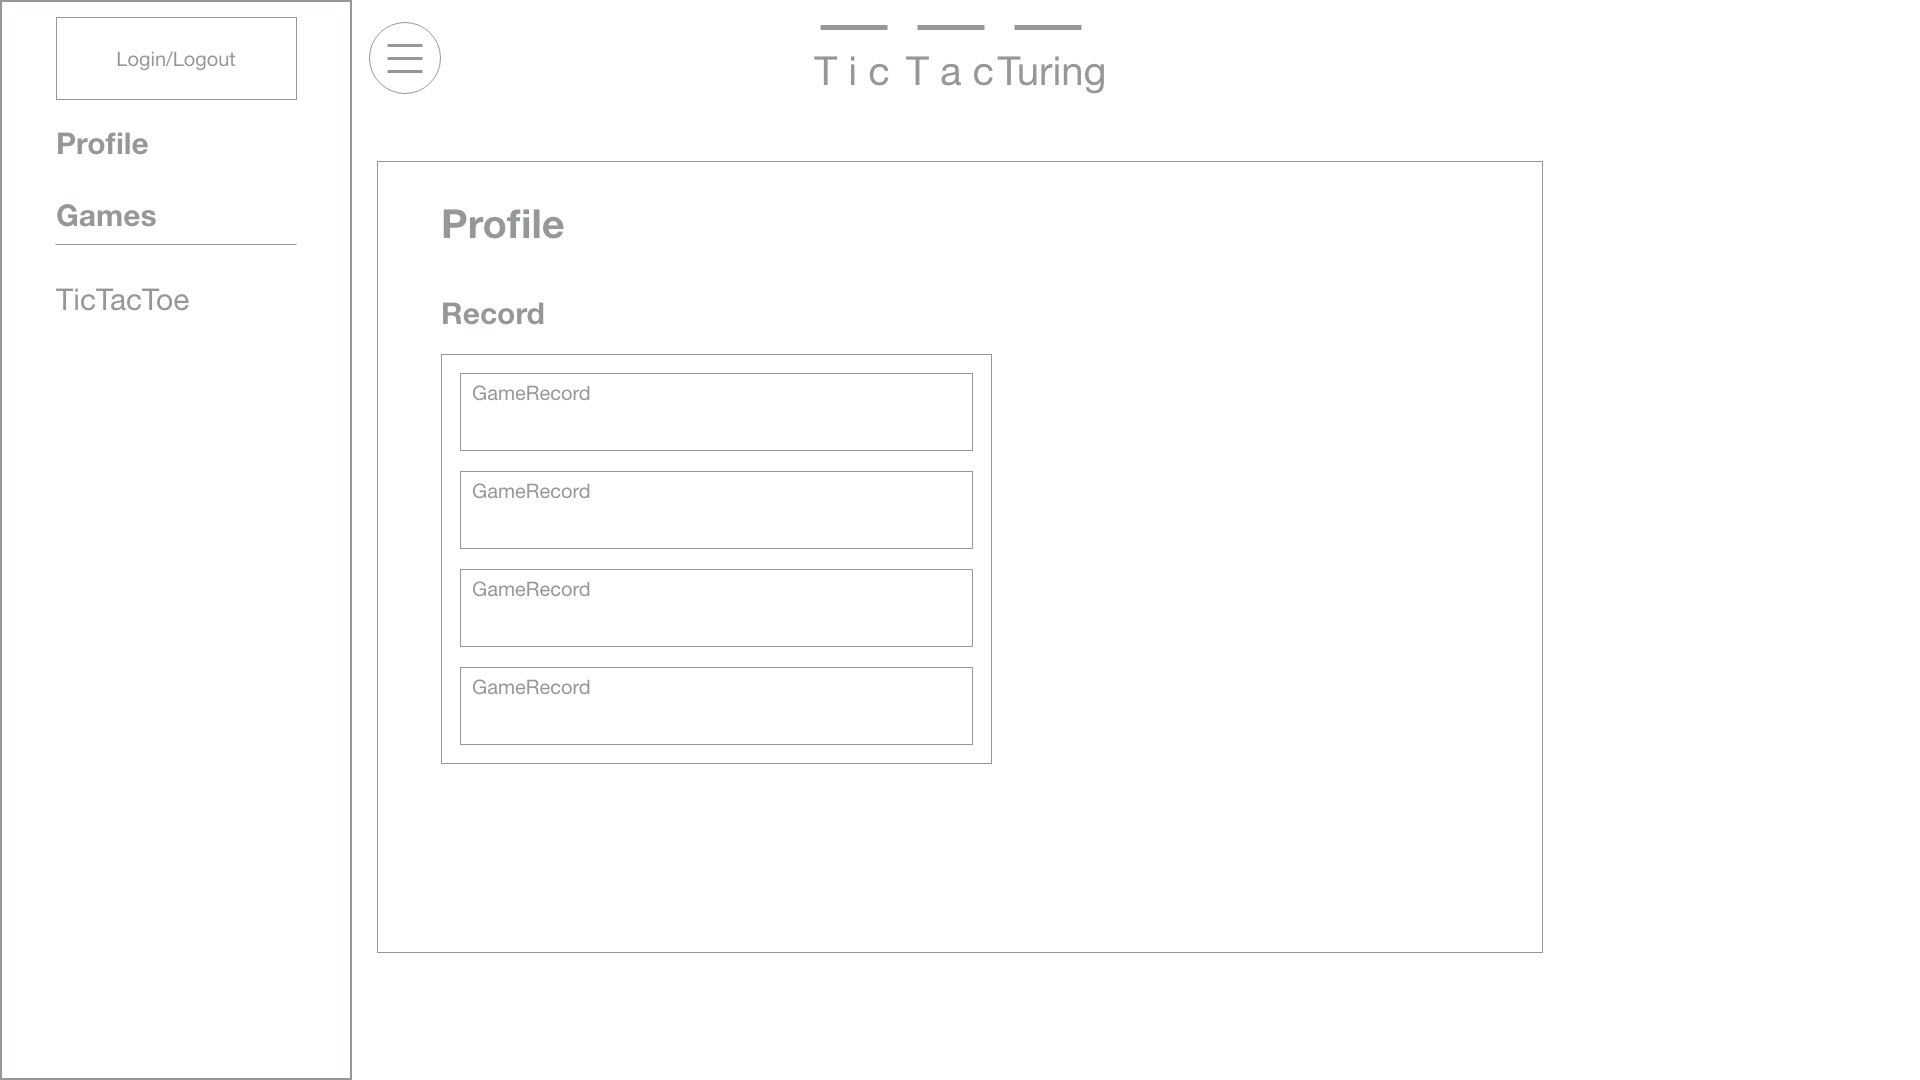 Login/Logout
Profile
Games
TicTacToe
T i c T a c Turing
Profile
Record
GameRecord
GameRecord
GameRecord
GameRecord